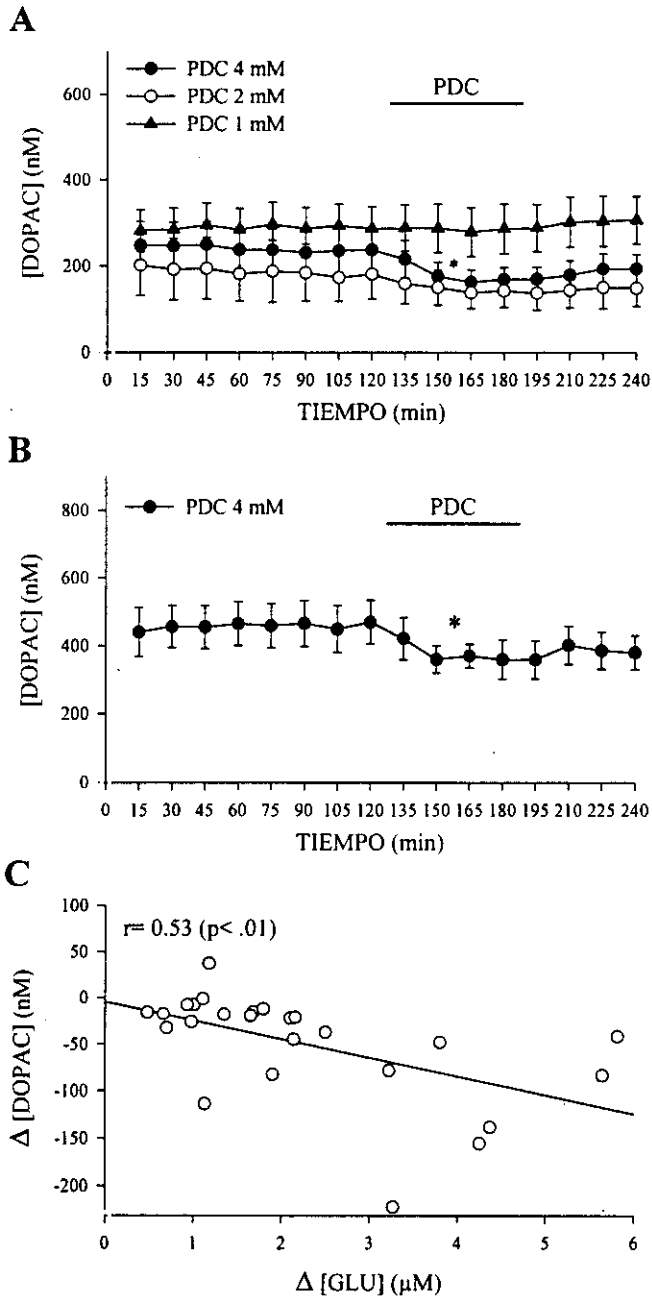 A
PDC 4 mM
PDC 2 mM
PDC 1 mM
PDC
600
400
200
0
[DOPAC] (nM)
*
0 15 30 45 60 75 90 105 120 135 150 165 180 195 210 225 240
TIEMPO (min)
B
PDC 4 mM
PDC
800
600
400
200
0
[DOPAC] (nM)
*
0 15 30 45 60 75 90 105 120 135 150 165 180 195 210 225 240
TIEMPO (min)
C
r= 0.53 (p< .01)
100
50
0
-50
-100
-150
-200
Δ [DOPAC] (nM)
0 1 2 3 4 5 6
Δ [GLU] (μM)